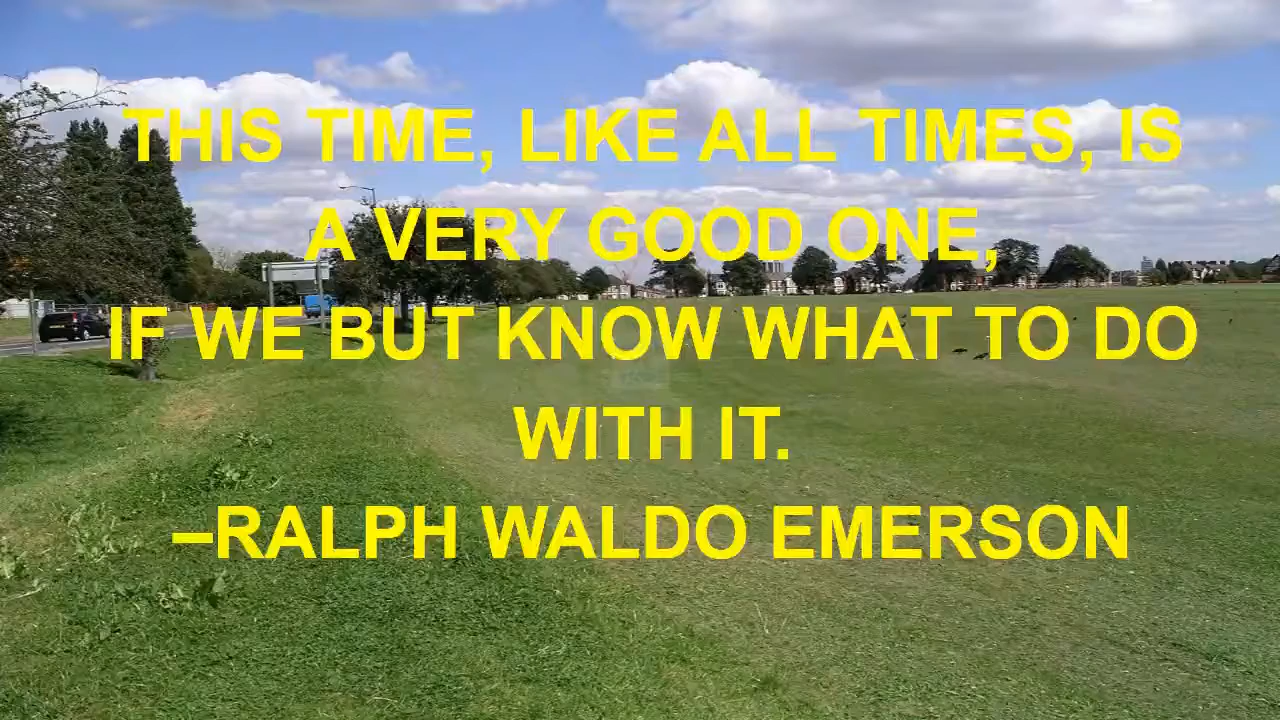 THIS TIME, LIKE ALL TIMES, IS
A VERY GOOD ONE,
IF WE BUT KNOW WHAT TO DO
WITH IT.
–RALPH WALDO EMERSON